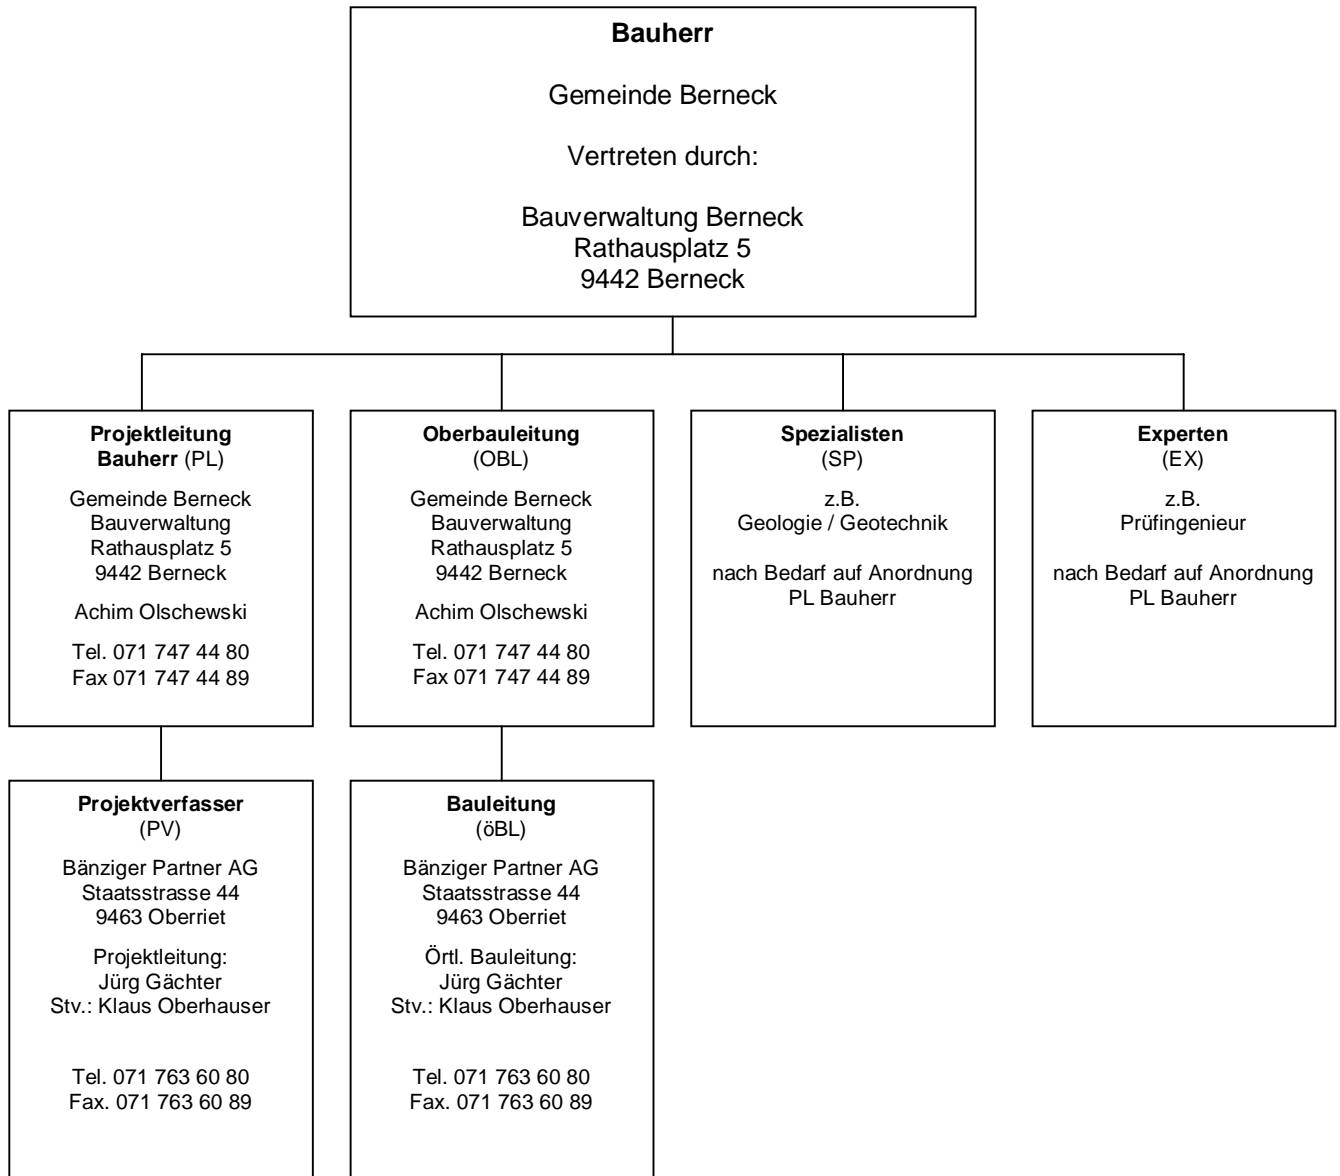 Bauherr
Gemeinde Berneck
Vertreten durch:
Bauverwaltung Berneck
Rathausplatz 5
9442 Berneck
Projektleitung
Bauherr (PL)
Gemeinde Berneck
Bauverwaltung
Rathausplatz 5
9442 Berneck
Achim Olschewski
Tel. 071 747 44 80
Fax 071 747 44 89
Oberbauleitung
(OBL)
Gemeinde Berneck
Bauverwaltung
Rathausplatz 5
9442 Berneck
Achim Olschewski
Tel. 071 747 44 80
Fax 071 747 44 89
Spezialisten
(SP)
z.B.
Geologie / Geotechnik
nach Bedarf auf Anordnung
PL Bauherr
Experten
(EX)
z.B.
Prüfingenieur
nach Bedarf auf Anordnung
PL Bauherr
Projektverfasser
(PV)
Bänziger Partner AG
Staatsstrasse 44
9463 Oberriet
Projektleitung:
Jürg Gächter
Stv.: Klaus Oberhauser
Tel. 071 763 60 80
Fax. 071 763 60 89
Bauleitung
(öBL)
Bänziger Partner AG
Staatsstrasse 44
9463 Oberriet
Örtl. Bauleitung:
Jürg Gächter
Stv.: Klaus Oberhauser
Tel. 071 763 60 80
Fax. 071 763 60 89